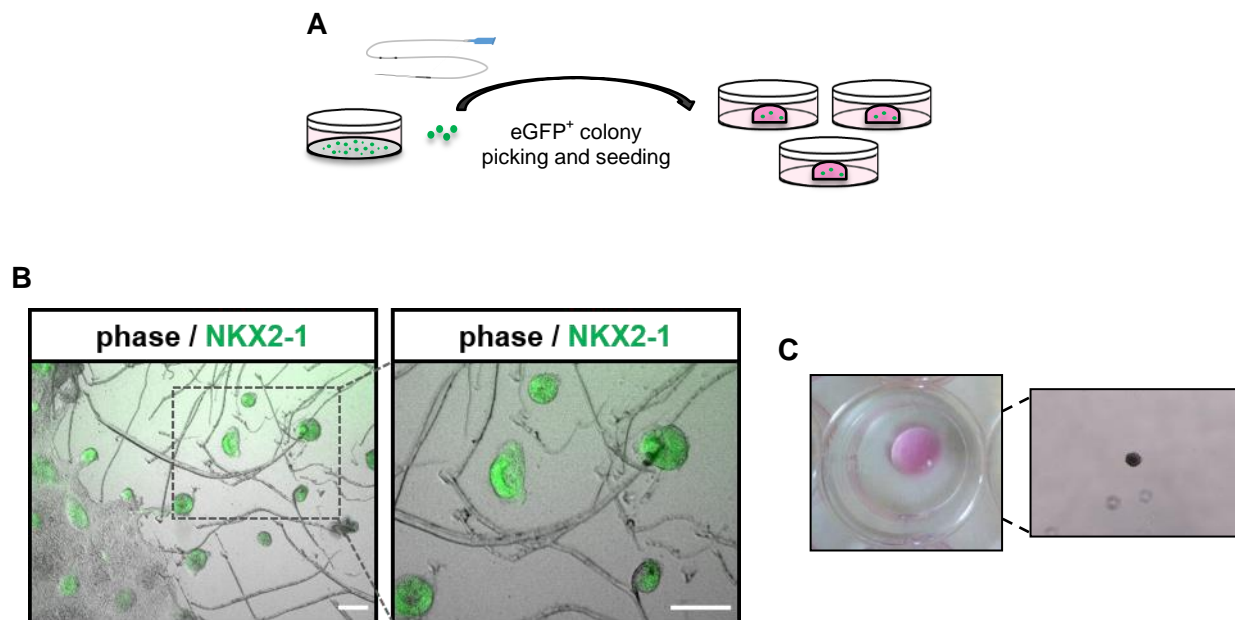 A
eGFP⁺ colony
picking and seeding
B
phase / NKX2-1
phase / NKX2-1
C